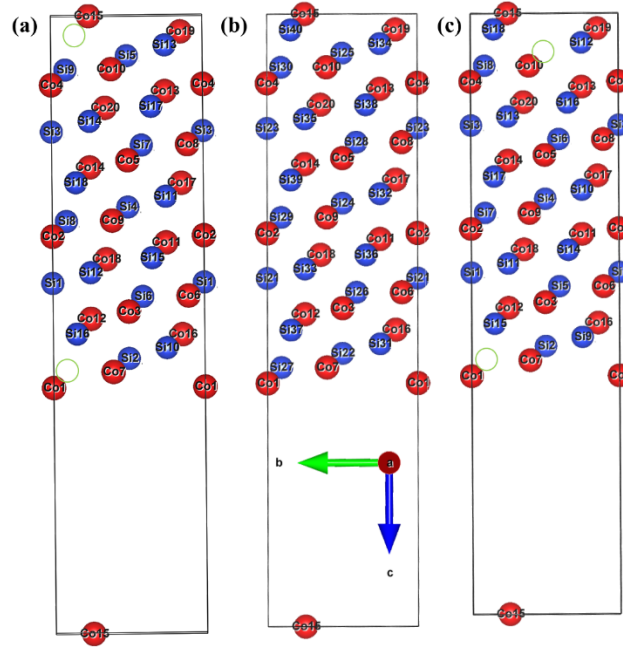 (a)
Co15
Co19
Si13
Si5
Si9
Co10
Co4
Co4
Co13
Co20
Si17
Si14
Si3
Si3
Si7
Co8
Co5
Co14
Si18
Co17
Si11
Si4
Si8
Co9
Co2
Co2
Co11
Co18
Si15
Si12
Si1
Si1
Co6
Si6
Co3
Co12
Si16
Co16
Si10
Si2
Co7
Co1
Co15
(b)
Co15
Si40
Co19
Si34
Si25
Si30
Co10
Co4
Co4
Co13
Co20
Si38
Si35
Si23
Si23
Si28
Co8
Co5
Co14
Si39
Co17
Si32
Si24
Si29
Co9
Co2
Co2
Co11
Co18
Si36
Si33
Si21
Si21
Si26
Co6
Co3
Co12
Si37
Co16
Si31
Si22
Si27
Co7
Co1
Co1
b
a
c
Co15
(c)
Co15
Si18
Co19
Si12
Si8
Co10
Co4
Co13
Co20
Si16
Si13
Si3
Si6
Co8
Co5
Co14
Si17
Co17
Si10
Si4
Si7
Co9
Co2
Co11
Co18
Si14
Si11
Si1
Si5
Co6
Co12
Si15
Co16
Si9
Si2
Co7
Co1
Co15